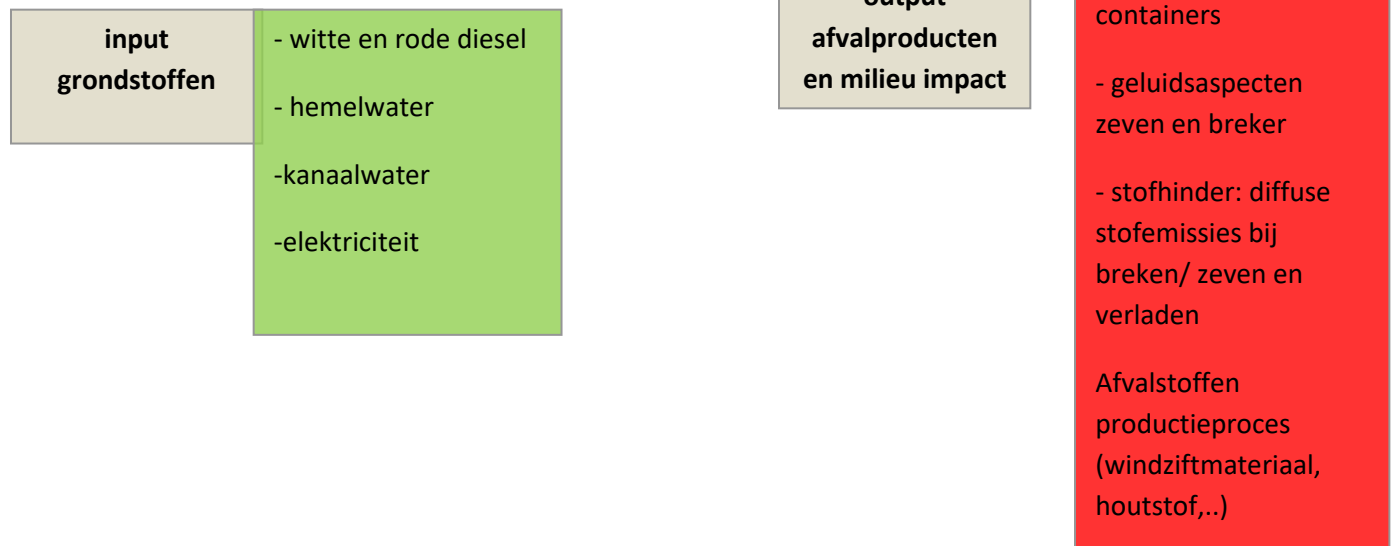 input
grondstoffen
- witte en rode diesel
- hemelwater
-kanaalwater
-elektriciteit
output
afvalproducten
en milieu impact
containers
- geluidsaspecten
zeven en breker
- stofhinder: diffuse
stofemissies bij
breken/ zeven en
verladen
Afvalstoffen
productieproces
(windziftmateriaal,
houtstof,..)